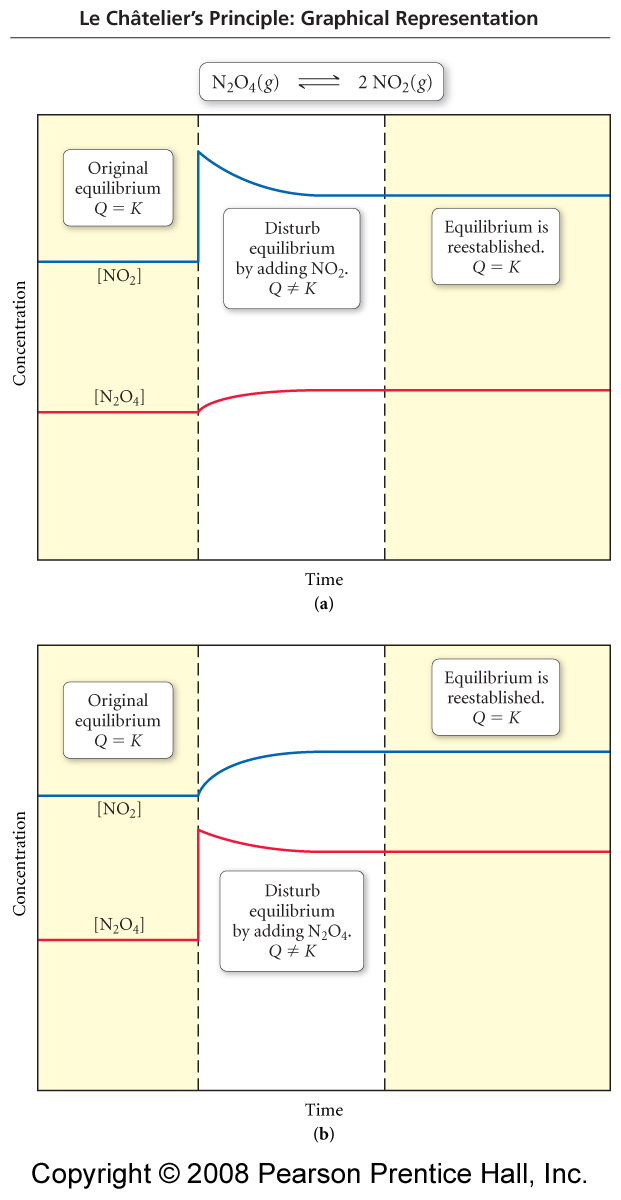 Le Châtelier's Principle: Graphical Representation
N₂O₄(g) ⇌ 2 NO₂(g)
Original
equilibrium
Q = K
Disturb
equilibrium
by adding NO₂.
Q ≠ K
Equilibrium is
reestablished.
Q = K
[NO₂]
[N₂O₄]
Concentration
Time
(a)
Original
equilibrium
Q = K
Equilibrium is
reestablished.
Q = K
[NO₂]
[N₂O₄]
Disturb
equilibrium
by adding N₂O₄.
Q ≠ K
Concentration
Time
(b)
Copyright © 2008 Pearson Prentice Hall, Inc.